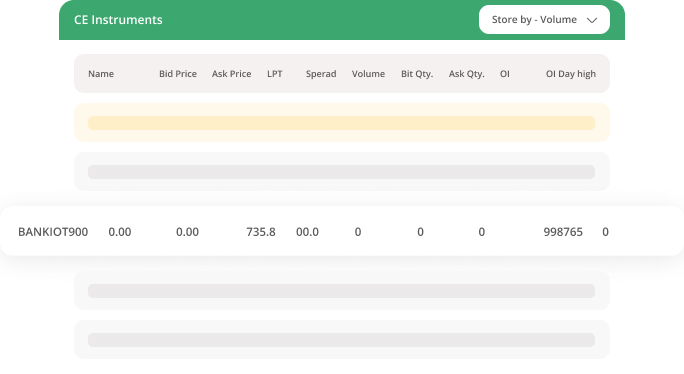 CE Instruments Store by - Volume
Name Bid Price Ask Price LPT Sperad Volume Bit Qty. Ask Qty. OI OI Day high
BANKIOT900 0.00 0.00 735.8 00.0 0 0 0 998765 0